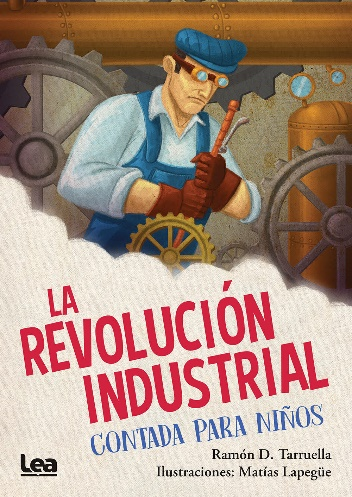 LA
REVOLUCIÓN
INDUSTRIAL
CONTADA PARA NIÑOS
Ramón D. Tarruella
Ilustraciones: Matías Lapegüe
Lea